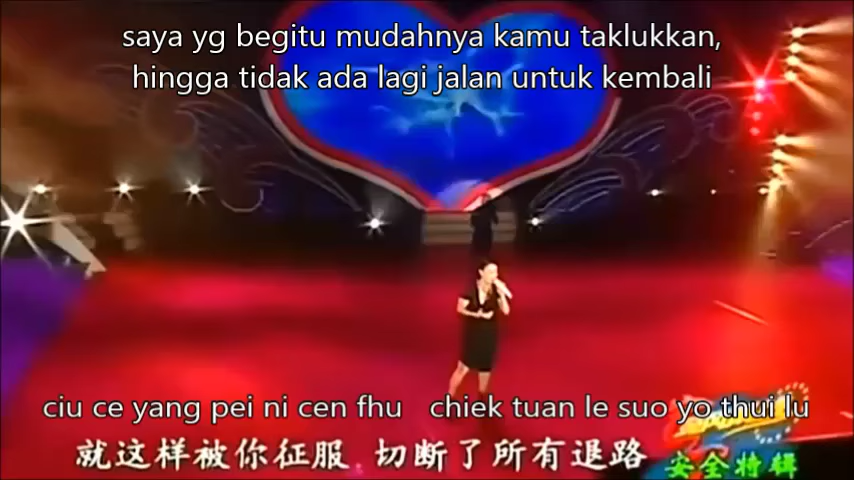 saya yg begitu mudahnya kamu taklukkan,
hingga tidak ada lagi jalan untuk kembali
ciu ce yang pei ni cen fhu   chiek tuan le suo yo thui lu
就这样被你征服 切断了所有退路
安全特辑